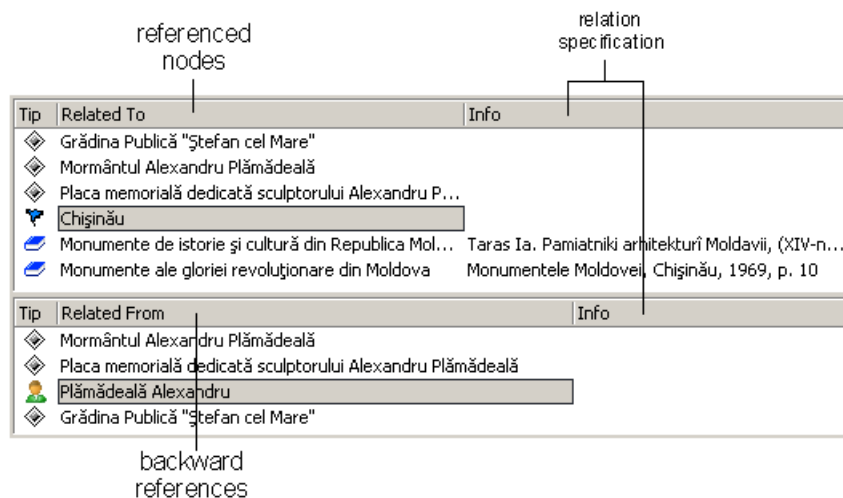 referenced
nodes
relation
specification
Tip Related To Info
Grădina Publică "Ştefan cel Mare"
Mormântul Alexandru Plămădeală
Placa memorială dedicată sculptorului Alexandru P...
Chişinău
Monumente de istorie şi cultură din Republica Mol... Taras Ia. Pamiatniki arhitekturî Moldavii, (XIV-n...
Monumente ale gloriei revoluţionare din Moldova Monumentele Moldovei, Chişinău, 1969, p. 10
Tip Related From Info
Mormântul Alexandru Plămădeală
Placa memorială dedicată sculptorului Alexandru Plămădeală
Plămădeală Alexandru
Grădina Publică "Ştefan cel Mare"
backward
references